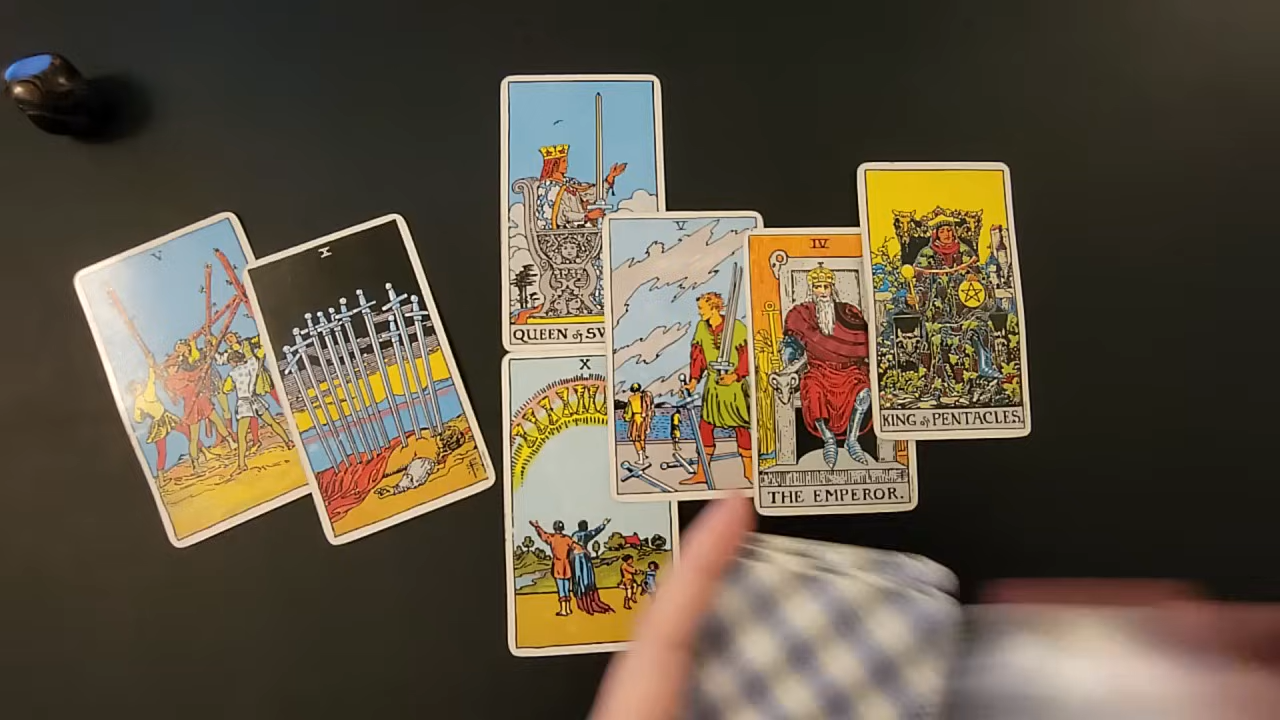 V
X
QUEEN of SW
X
V
IV
THE EMPEROR.
KING of PENTACLES.